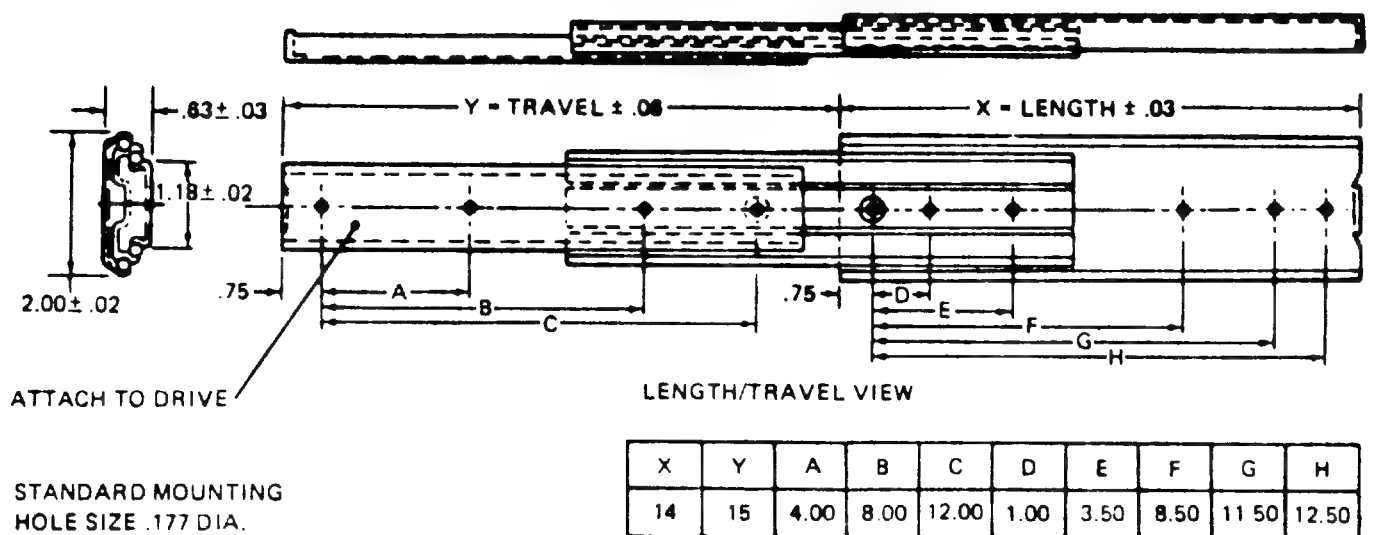 .63± .03
Y = TRAVEL ± .06
X = LENGTH ± .03
1.18± .02
2.00± .02
.75
A
B
C
.75
D
E
F
G
H
ATTACH TO DRIVE
LENGTH/TRAVEL VIEW
STANDARD MOUNTING
HOLE SIZE .177 DIA.
X Y A B C D E F G H
14 15 4.00 8.00 12.00 1.00 3.50 8.50 11 50 12.50